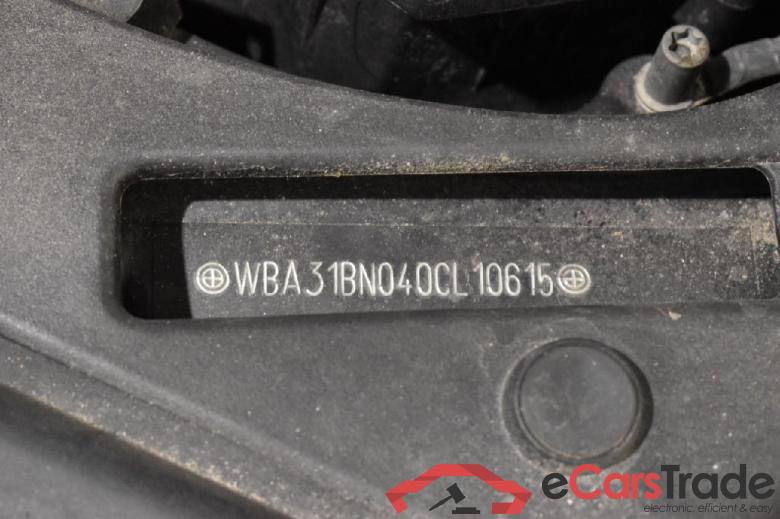 WBA31BN040CL10615
eCarsTrade
electronic, efficient & easy